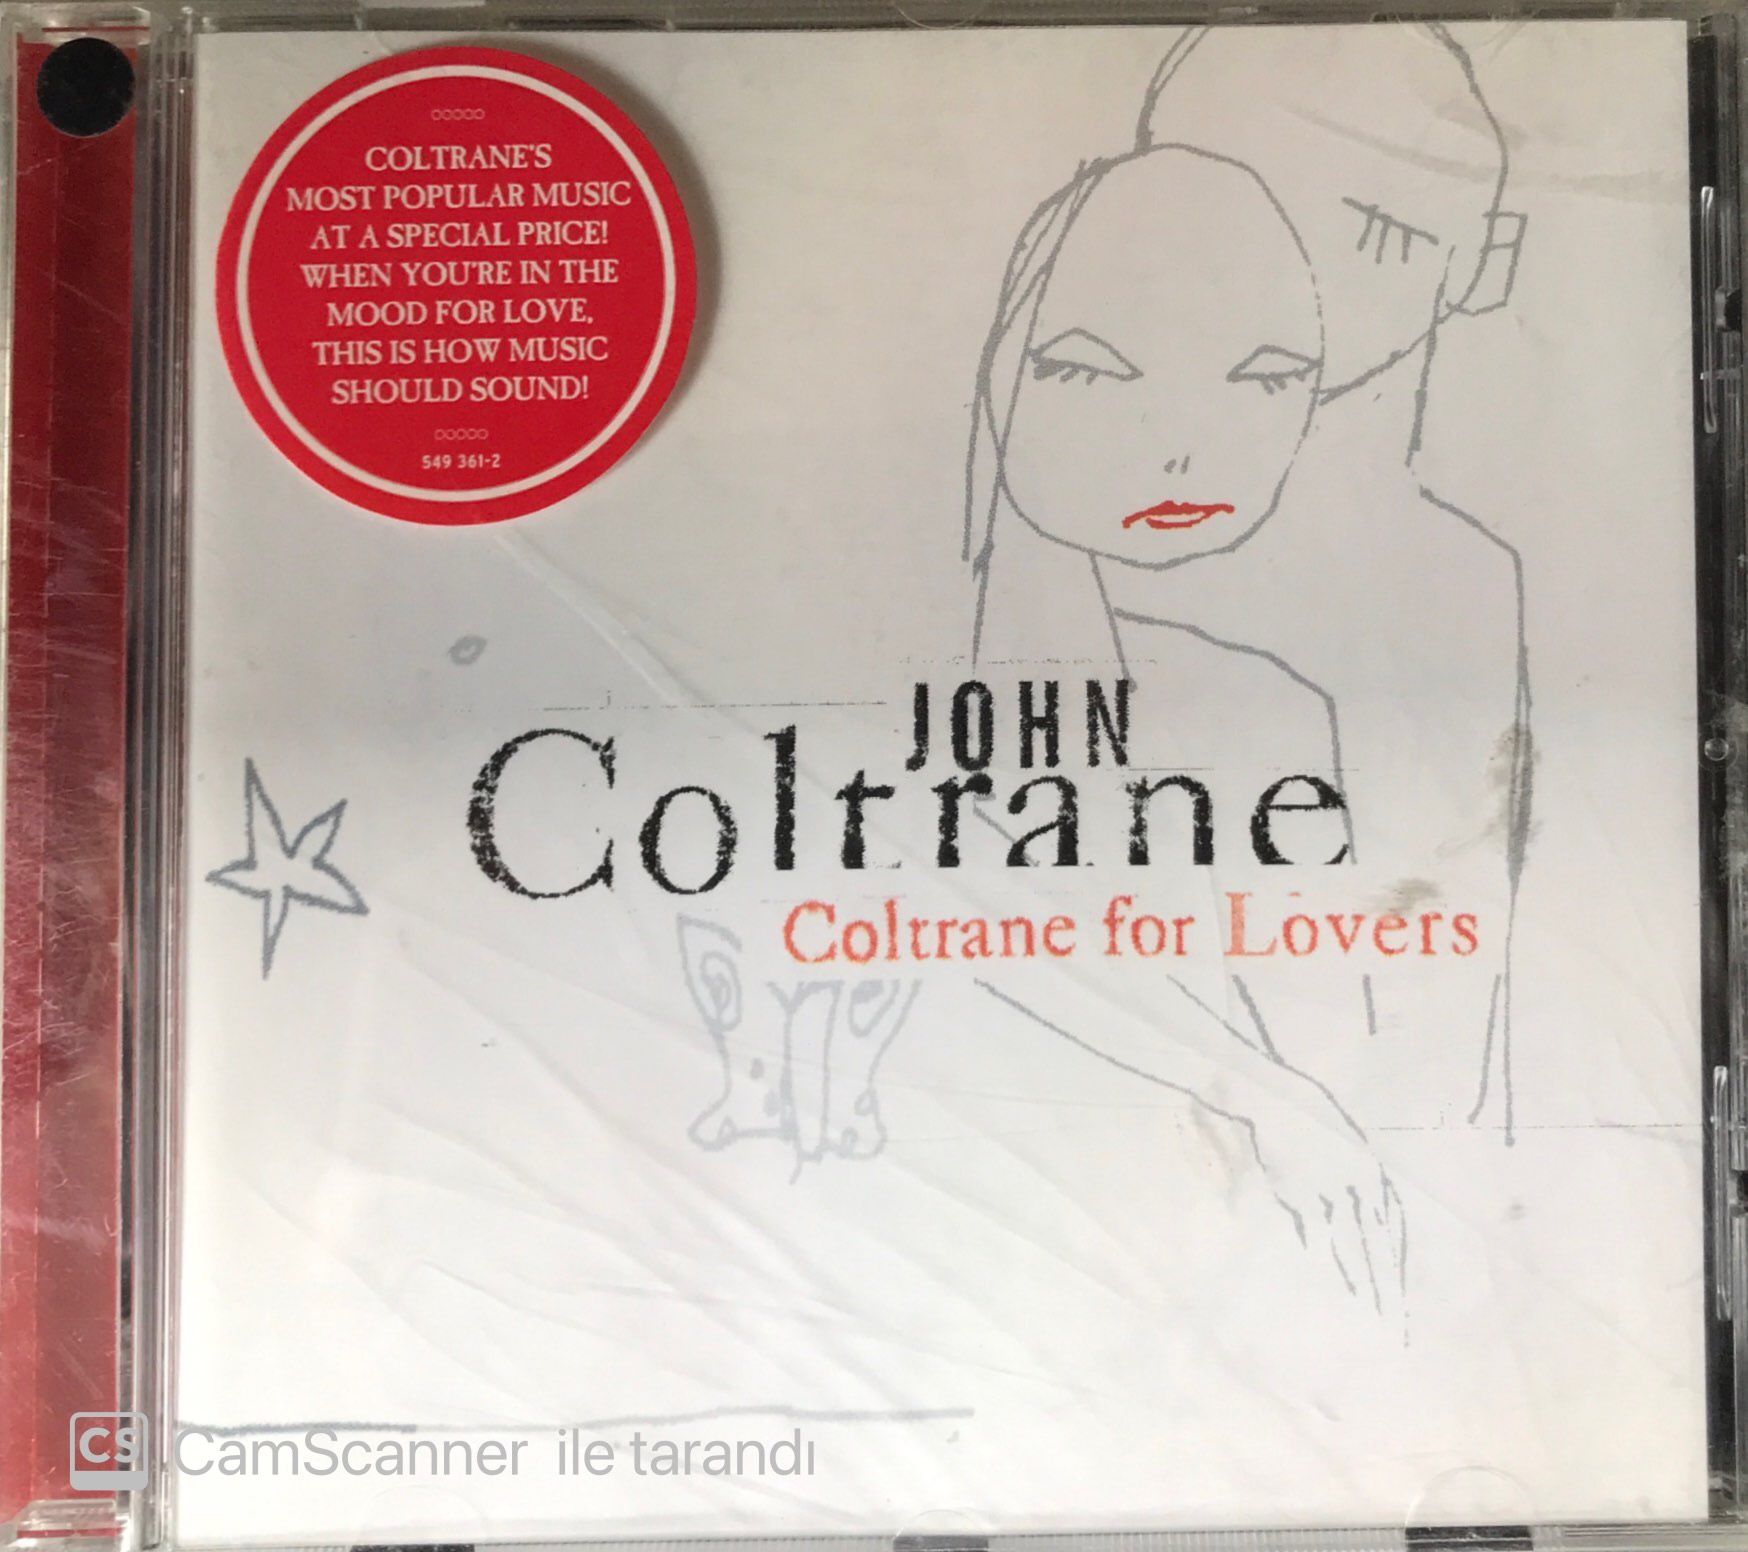 COLTRANE'S
MOST POPULAR MUSIC
AT A SPECIAL PRICE!
WHEN YOU'RE IN THE
MOOD FOR LOVE,
THIS IS HOW MUSIC
SHOULD SOUND!
549 361-2
JOHN
Coltrane
Coltrane for Lovers
CS CamScanner ile tarandı